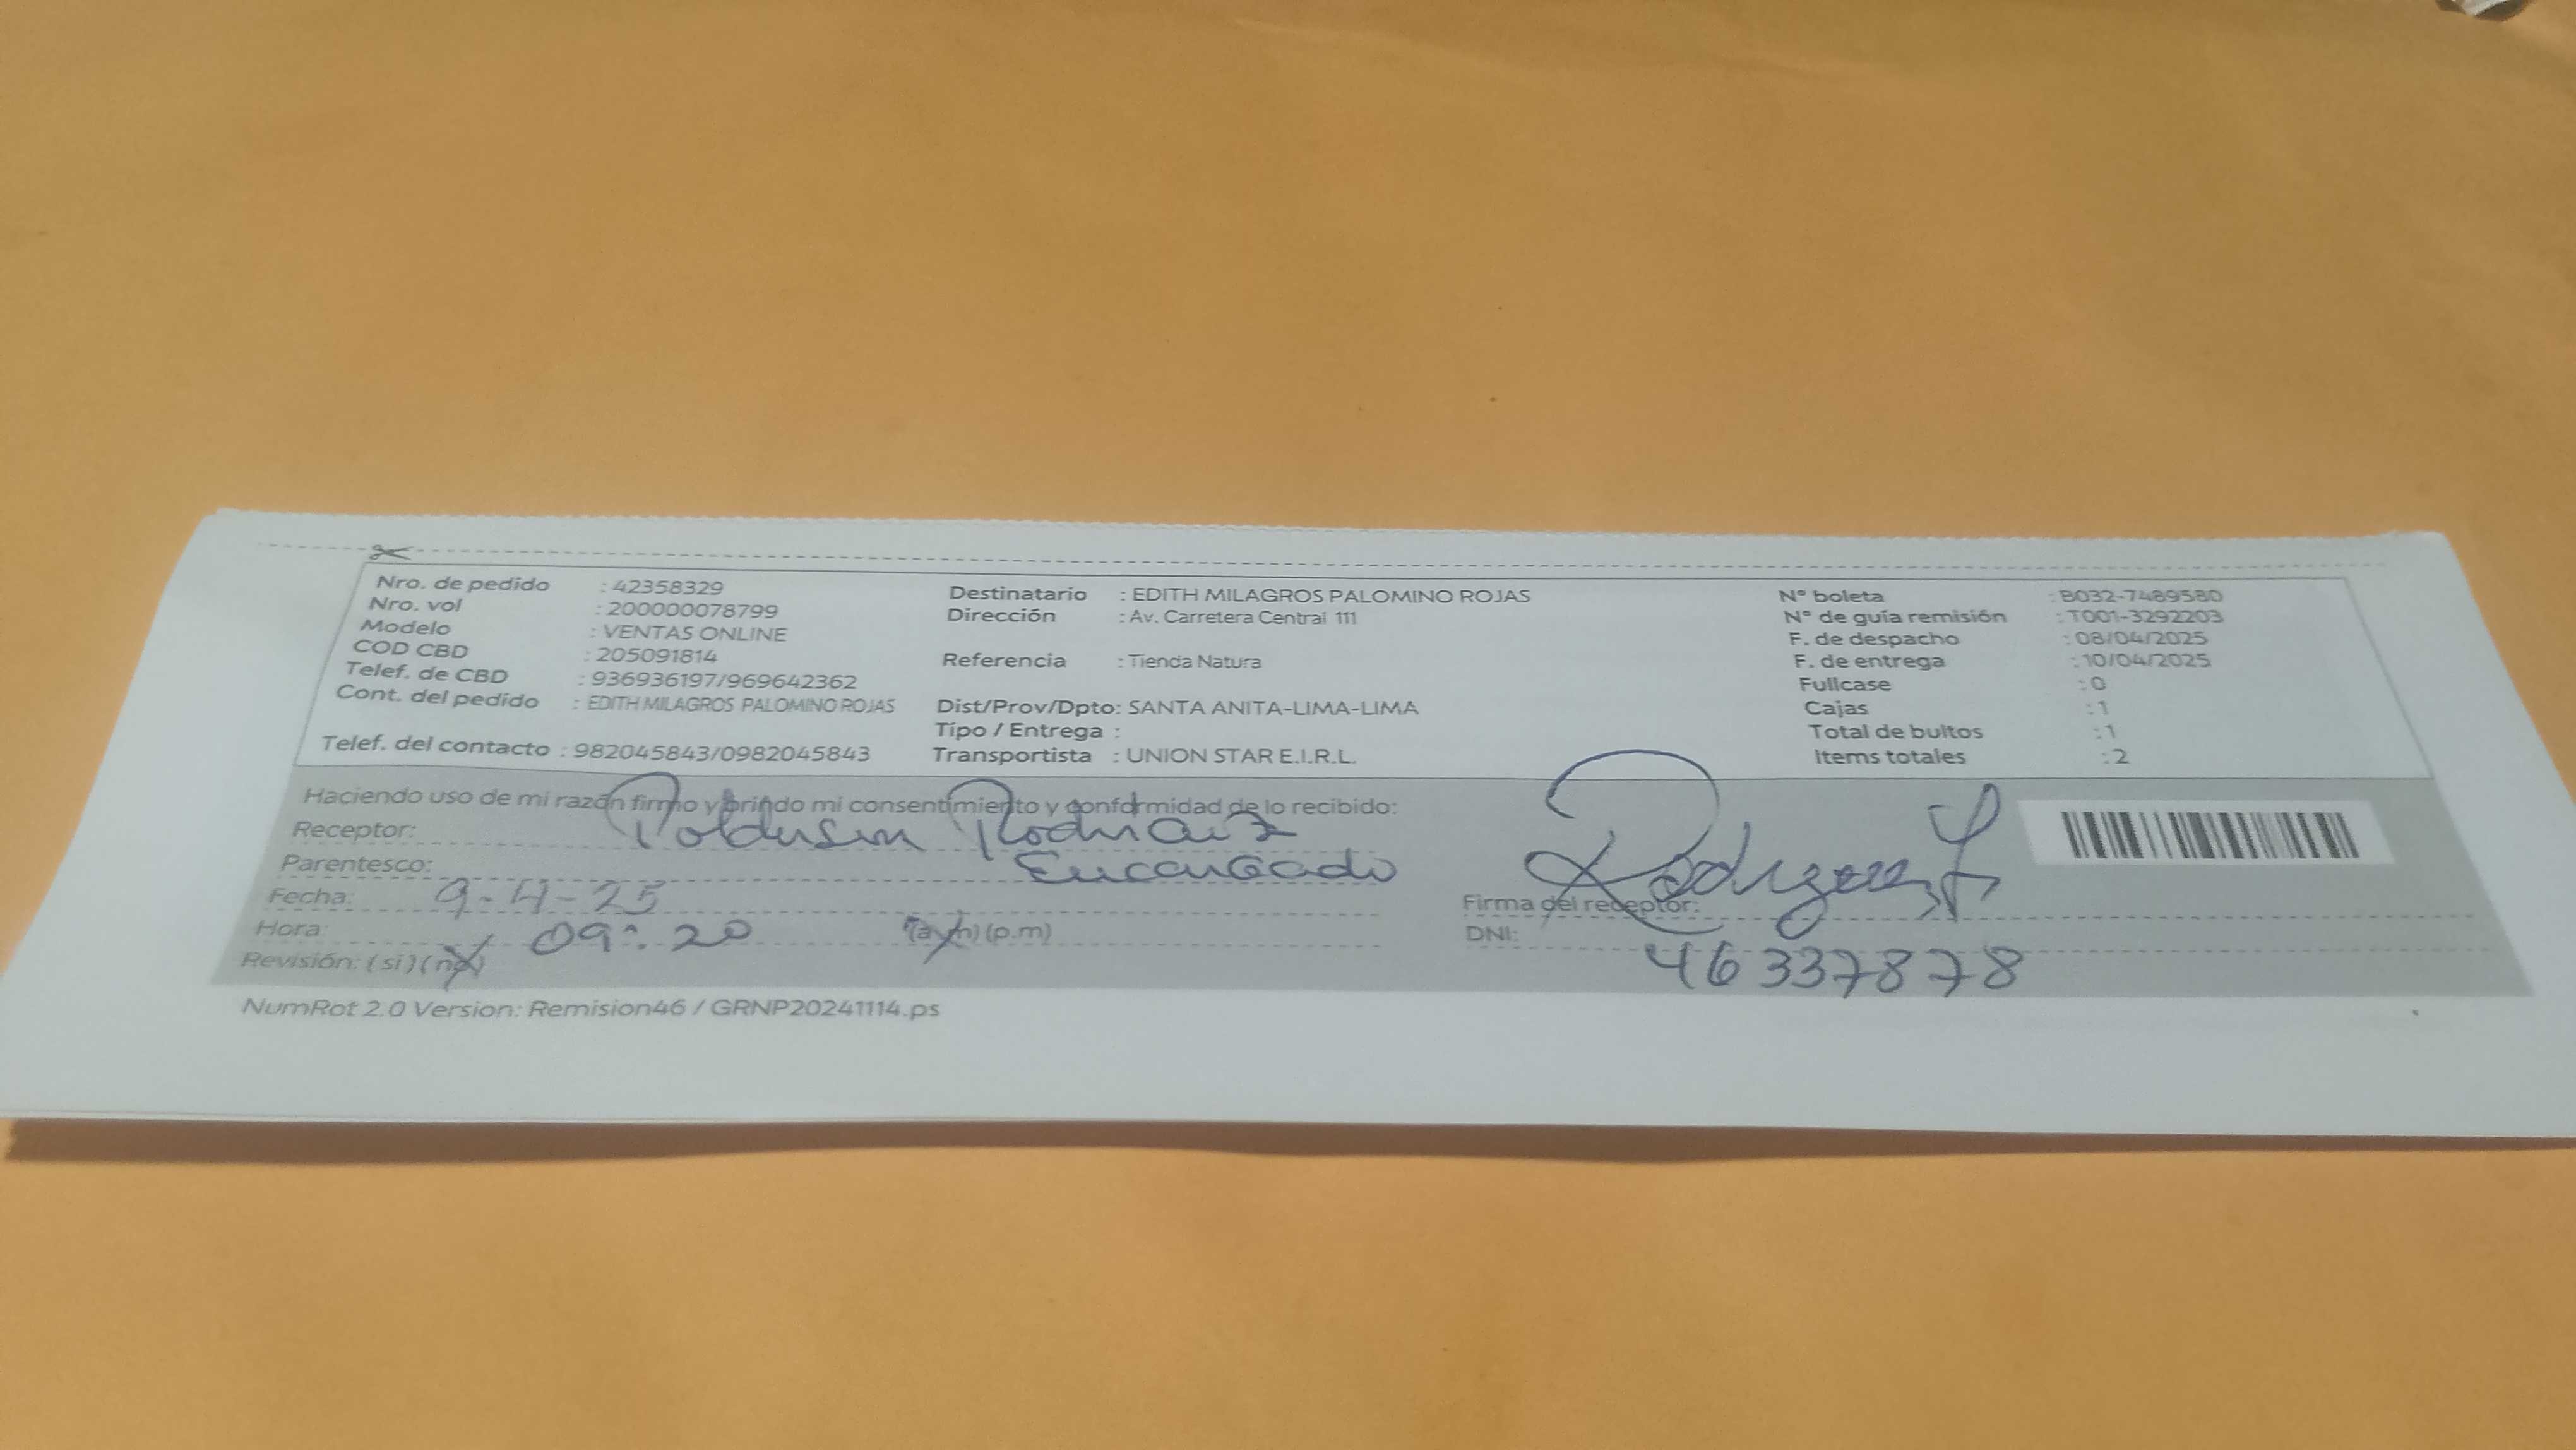 Nro. de pedido : 42358329
Nro. vol : 200000078799
Modelo : VENTAS ONLINE
COD CBD : 205091814
Telef. de CBD : 936936197/969642362
Cont. del pedido : EDITH MILAGROS PALOMINO ROJAS
Telef. del contacto : 982045843/0982045843
Destinatario : EDITH MILAGROS PALOMINO ROJAS
Dirección : Av. Carretera Central 111
Referencia : Tienda Natura
Dist/Prov/Dpto: SANTA ANITA-LIMA-LIMA
Tipo / Entrega :
Transportista : UNION STAR E.I.R.L.
N° boleta : B032-7489580
N° de guía remisión : T001-3292203
F. de despacho : 08/04/2025
F. de entrega : 10/04/2025
Fullcase : 0
Cajas : 1
Total de bultos : 1
Items totales : 2
Haciendo uso de mi razón firmo y brindo mi consentimiento y conformidad de lo recibido:
Receptor:
Parentesco: Encargado
Fecha: 9-4-25
Hora: 09:20 (a.m) (p.m)
Revisión: (si) (no)
Rodriguez
Firma del receptor:
DNI: 46337878
NumRot 2.0 Version: Remision46 / GRNP20241114.ps